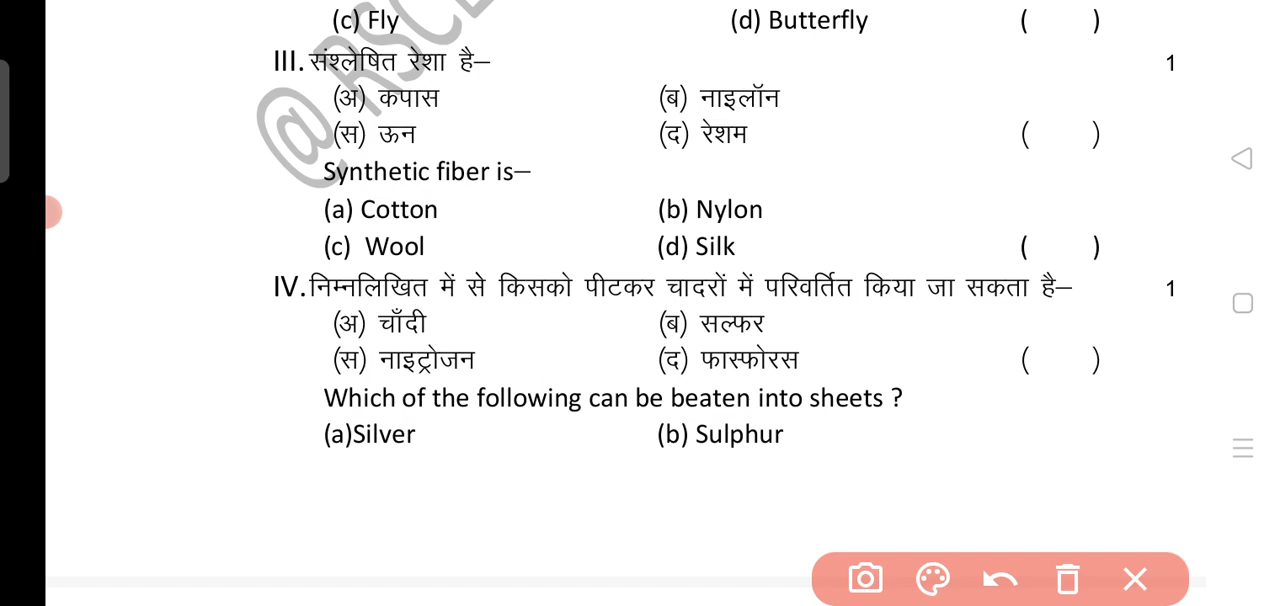 (c) Fly (d) Butterfly ( )
III. संश्लेषित रेशा है– 1
(अ) कपास (ब) नाइलॉन
(स) ऊन (द) रेशम ( )
Synthetic fiber is–
(a) Cotton (b) Nylon
(c) Wool (d) Silk ( )
IV. निम्नलिखित में से किसको पीटकर चादरों में परिवर्तित किया जा सकता है– 1
(अ) चाँदी (ब) सल्फर
(स) नाइट्रोजन (द) फास्फोरस ( )
Which of the following can be beaten into sheets ?
(a)Silver (b) Sulphur